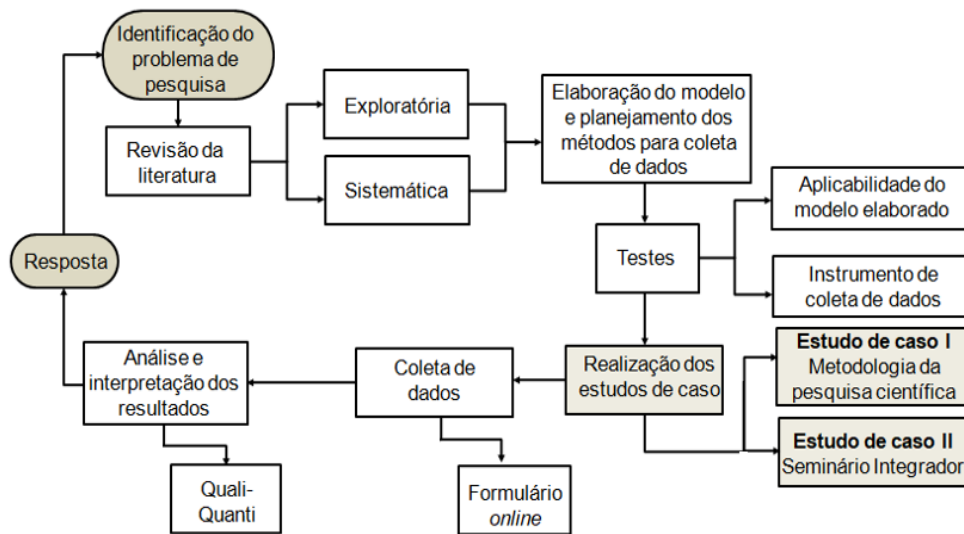 Identificação do
problema de
pesquisa
Revisão da
literatura
Exploratória
Sistemática
Elaboração do modelo
e planejamento dos
métodos para coleta
de dados
Testes
Aplicabilidade do
modelo elaborado
Instrumento de
coleta de dados
Realização dos
estudos de caso
Estudo de caso I
Metodologia da
pesquisa científica
Estudo de caso II
Seminário Integrador
Coleta de
dados
Formulário
online
Análise e
interpretação dos
resultados
Quali-
Quanti
Resposta